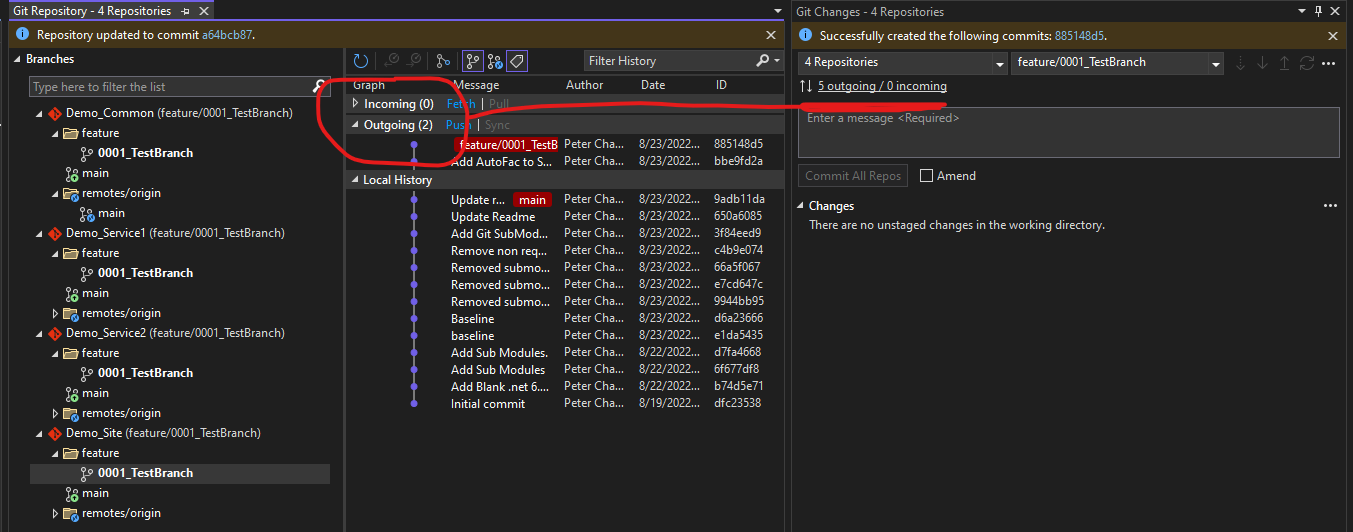 Git Repository - 4 Repositories
Repository updated to commit a64bcb87.
Branches
Type here to filter the list
Demo_Common (feature/0001_TestBranch)
feature
0001_TestBranch
main
remotes/origin
main
Demo_Service1 (feature/0001_TestBranch)
feature
0001_TestBranch
main
remotes/origin
Demo_Service2 (feature/0001_TestBranch)
feature
0001_TestBranch
main
remotes/origin
Demo_Site (feature/0001_TestBranch)
feature
0001_TestBranch
main
remotes/origin
Filter History
Graph Message Author Date ID
Incoming (0) Fetch | Pull
Outgoing (2) Push | Sync
feature/0001_TestB Peter Cha... 8/23/2022... 885148d5
Add AutoFac to S... Peter Cha... 8/23/2022... bbe9fd2a
Local History
Update r... main Peter Cha... 8/23/2022... 9adb11da
Update Readme Peter Cha... 8/23/2022... 650a6085
Add Git SubMod... Peter Cha... 8/23/2022... 3f84eed9
Remove non req... Peter Cha... 8/23/2022... c4b9e074
Removed submo... Peter Cha... 8/23/2022... 66a5f067
Removed submo... Peter Cha... 8/23/2022... e7cd647c
Removed submo... Peter Cha... 8/23/2022... 9944bb95
Baseline Peter Cha... 8/23/2022... d6a23666
baseline Peter Cha... 8/23/2022... e1da5435
Add Sub Modules. Peter Cha... 8/22/2022... d7fa4668
Add Sub Modules Peter Cha... 8/22/2022... 6f677df8
Add Blank .net 6.... Peter Cha... 8/22/2022... b74d5e71
Initial commit Peter Cha... 8/19/2022... dfc23538
Git Changes - 4 Repositories
Successfully created the following commits: 885148d5.
4 Repositories feature/0001_TestBranch
5 outgoing / 0 incoming
Enter a message <Required>
Commit All Repos Amend
Changes
There are no unstaged changes in the working directory.